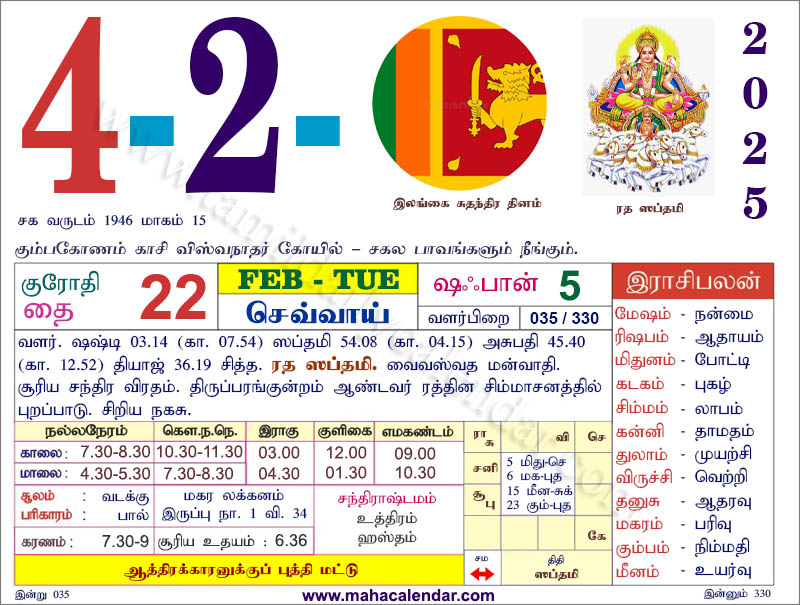 4-2-
2025
இலங்கை சுதந்திர தினம்
ரத ஸப்தமி
சக வருடம் 1946 மாகம் 15
கும்பகோணம் காசி விஸ்வநாதர் கோயில் – சகல பாவங்களும் நீங்கும்.
குரோதி
தை 22
FEB - TUE
செவ்வாய்
ஷஃபான் 5
வளர்பிறை 035 / 330
வளர். ஷஷ்டி 03.14 (கா. 07.54) ஸப்தமி 54.08 (கா. 04.15) அசுபதி 45.40
(கா. 12.52) தியாஜ் 36.19 சித்த. ரத ஸப்தமி. வைவஸ்வத மன்வாதி.
சூரிய சந்திர விரதம். திருப்பரங்குன்றம் ஆண்டவர் ரத்தின சிம்மாசனத்தில்
புறப்பாடு. சிறிய நகசு.
இராசிபலன்
மேஷம் - நன்மை
ரிஷபம் - ஆதாயம்
மிதுனம் - போட்டி
கடகம் - புகழ்
சிம்மம் - லாபம்
கன்னி - தாமதம்
துலாம் - முயற்சி
விருச்சி - வெற்றி
தனுசு - ஆதரவு
மகரம் - பரிவு
கும்பம் - நிம்மதி
மீனம் - உயர்வு
நல்லநேரம் கௌ.ந.நெ. இராகு குளிகை எமகண்டம்
காலை: 7.30-8.30 10.30-11.30 03.00 12.00 09.00
மாலை: 4.30-5.30 7.30-8.30 04.30 01.30 10.30
சூலம் : வடக்கு
பரிகாரம் : பால்
மகர லக்கனம்
இருப்பு நா. 1 வி. 34
சந்திராஷ்டமம்
உத்திரம்
ஹஸ்தம்
கரணம் : 7.30-9 சூரிய உதயம் : 6.36
ரா
சு
வி
செ
சனி
5 மிது-செ
6 மக-புத
15 மீன-சுக்
23 கும்-புத
சூ
பு
கே
ஆத்திரக்காரனுக்குப் புத்தி மட்டு
சம
திதி
ஸப்தமி
இன்று 035
www.mahacalendar.com
இன்னும் 330